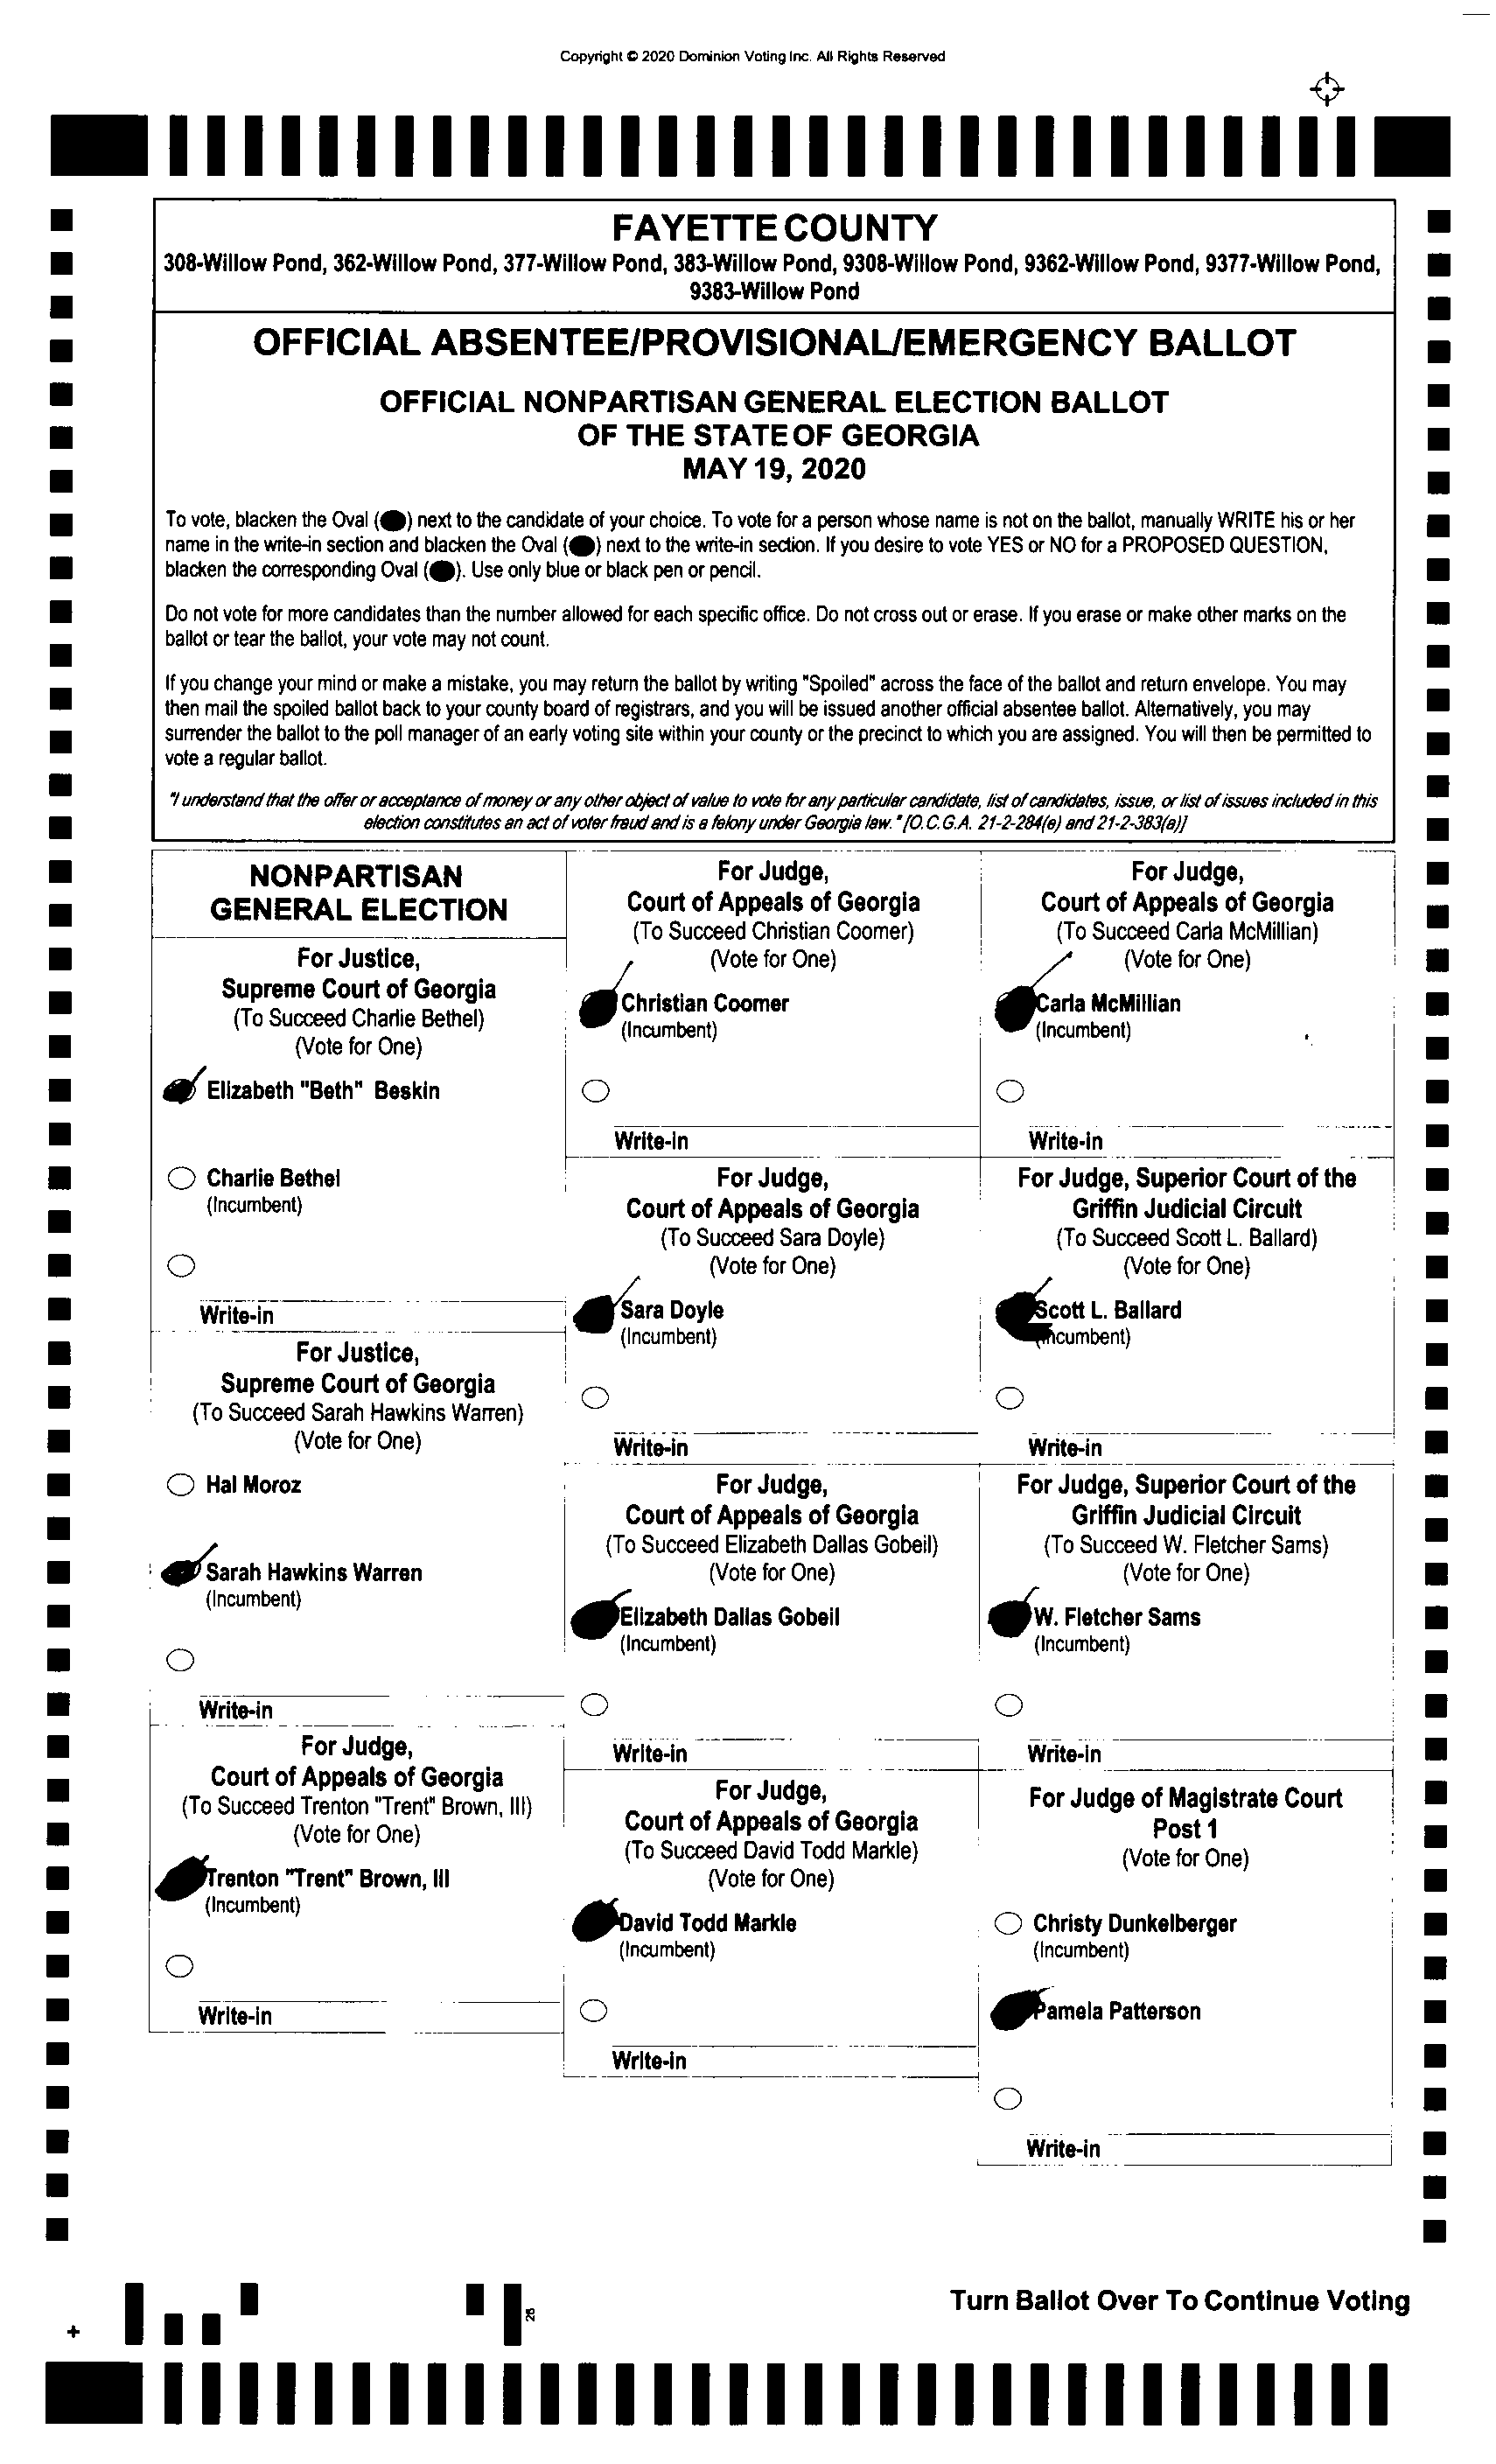 Copyright © 2020 Dominion Voting Inc. All Rights Reserved
FAYETTE COUNTY
308-Willow Pond, 362-Willow Pond, 377-Willow Pond, 383-Willow Pond, 9308-Willow Pond, 9362-Willow Pond, 9377-Willow Pond,
9383-Willow Pond
OFFICIAL ABSENTEE/PROVISIONAL/EMERGENCY BALLOT
OFFICIAL NONPARTISAN GENERAL ELECTION BALLOT
OF THE STATE OF GEORGIA
MAY 19, 2020
To vote, blacken the Oval (⬬) next to the candidate of your choice. To vote for a person whose name is not on the ballot, manually WRITE his or her
name in the write-in section and blacken the Oval (⬬) next to the write-in section. If you desire to vote YES or NO for a PROPOSED QUESTION,
blacken the corresponding Oval (⬬). Use only blue or black pen or pencil.
Do not vote for more candidates than the number allowed for each specific office. Do not cross out or erase. If you erase or make other marks on the
ballot or tear the ballot, your vote may not count.
If you change your mind or make a mistake, you may return the ballot by writing "Spoiled" across the face of the ballot and return envelope. You may
then mail the spoiled ballot back to your county board of registrars, and you will be issued another official absentee ballot. Alternatively, you may
surrender the ballot to the poll manager of an early voting site within your county or the precinct to which you are assigned. You will then be permitted to
vote a regular ballot.
"I understand that the offer or acceptance of money or any other object of value to vote for any particular candidate, list of candidates, issue, or list of issues included in this
election constitutes an act of voter fraud and is a felony under Georgia law." [O.C.G.A. 21-2-284(e) and 21-2-383(a)]
NONPARTISAN
GENERAL ELECTION
For Justice,
Supreme Court of Georgia
(To Succeed Charlie Bethel)
(Vote for One)
Elizabeth "Beth" Beskin
Charlie Bethel
(Incumbent)
Write-in
For Justice,
Supreme Court of Georgia
(To Succeed Sarah Hawkins Warren)
(Vote for One)
Hal Moroz
Sarah Hawkins Warren
(Incumbent)
Write-in
For Judge,
Court of Appeals of Georgia
(To Succeed Trenton "Trent" Brown, III)
(Vote for One)
Trenton "Trent" Brown, III
(Incumbent)
Write-in
For Judge,
Court of Appeals of Georgia
(To Succeed Christian Coomer)
(Vote for One)
Christian Coomer
(Incumbent)
Write-in
For Judge,
Court of Appeals of Georgia
(To Succeed Sara Doyle)
(Vote for One)
Sara Doyle
(Incumbent)
Write-in
For Judge,
Court of Appeals of Georgia
(To Succeed Elizabeth Dallas Gobeil)
(Vote for One)
Elizabeth Dallas Gobeil
(Incumbent)
Write-in
For Judge,
Court of Appeals of Georgia
(To Succeed David Todd Markle)
(Vote for One)
David Todd Markle
(Incumbent)
Write-in
For Judge,
Court of Appeals of Georgia
(To Succeed Carla McMillian)
(Vote for One)
Carla McMillian
(Incumbent)
Write-in
For Judge, Superior Court of the
Griffin Judicial Circuit
(To Succeed Scott L. Ballard)
(Vote for One)
Scott L. Ballard
(Incumbent)
Write-in
For Judge, Superior Court of the
Griffin Judicial Circuit
(To Succeed W. Fletcher Sams)
(Vote for One)
W. Fletcher Sams
(Incumbent)
Write-in
For Judge of Magistrate Court
Post 1
(Vote for One)
Christy Dunkelberger
(Incumbent)
Pamela Patterson
Write-in
Turn Ballot Over To Continue Voting
+